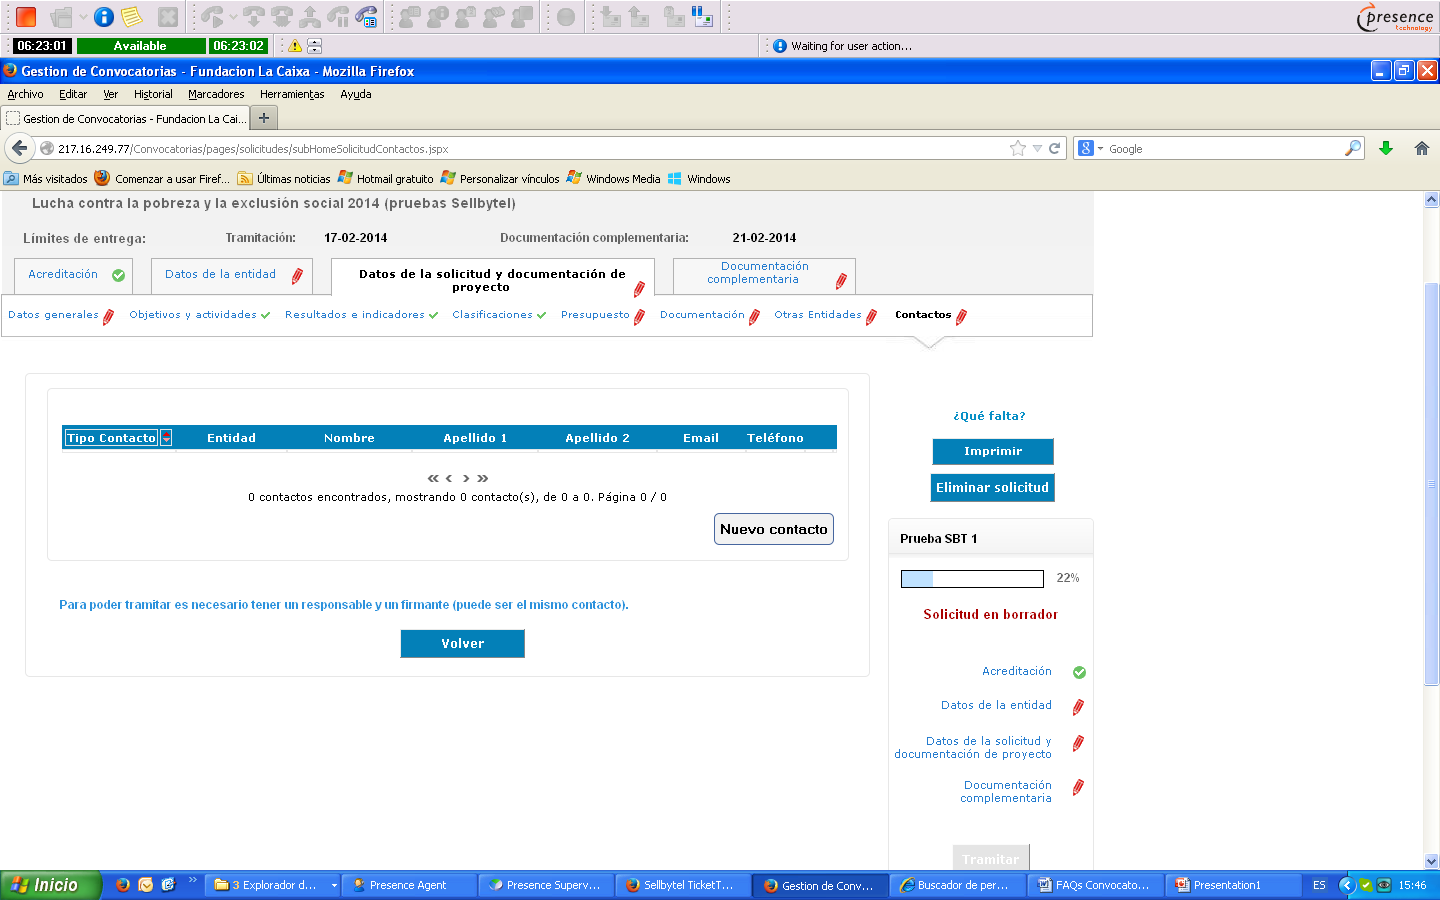 presence
technology
06:23:01 Available 06:23:02 Waiting for user action...
Gestion de Convocatorias - Fundacion La Caixa - Mozilla Firefox
Archivo Editar Ver Historial Marcadores Herramientas Ayuda
Gestion de Convocatorias - Fundacion La Cai... +
217.16.249.77/Convocatorias/pages/solicitudes/subHomeSolicitudContactos.jspx 8 Google
Más visitados Comenzar a usar Firef... Últimas noticias Hotmail gratuito Personalizar vínculos Windows Media Windows
Lucha contra la pobreza y la exclusión social 2014 (pruebas Sellbytel)
Límites de entrega: Tramitación: 17-02-2014 Documentación complementaria: 21-02-2014
Acreditación Datos de la entidad Datos de la solicitud y documentación de
proyecto
Documentación
complementaria
Datos generales Objetivos y actividades Resultados e indicadores Clasificaciones Presupuesto Documentación Otras Entidades Contactos
Tipo Contacto Entidad Nombre Apellido 1 Apellido 2 Email Teléfono
« ‹ › »
0 contactos encontrados, mostrando 0 contacto(s), de 0 a 0. Página 0 / 0
Nuevo contacto
Para poder tramitar es necesario tener un responsable y un firmante (puede ser el mismo contacto).
Volver
¿Qué falta?
Imprimir
Eliminar solicitud
Prueba SBT 1
22%
Solicitud en borrador
Acreditación
Datos de la entidad
Datos de la solicitud y
documentación de proyecto
Documentación
complementaria
Tramitar
Inicio » 3 Explorador d... Presence Agent Presence Superv... Sellbytel TicketT... Gestion de Conv... Buscador de per... FAQs Convocato... Presentation1 ES 15:46